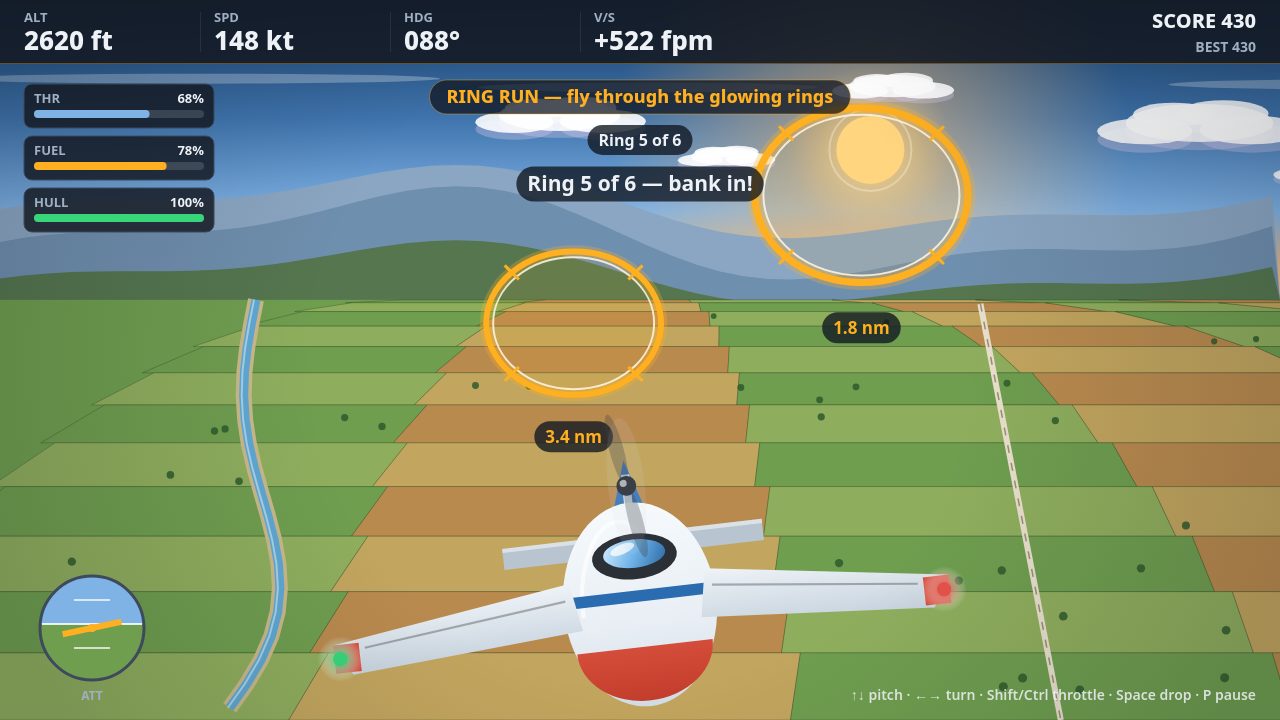 ALT
2620 ft
SPD
148 kt
HDG
088°
V/S
+522 fpm
SCORE 430
BEST 430
THR 68%
FUEL 78%
HULL 100%
RING RUN — fly through the glowing rings
Ring 5 of 6
Ring 5 of 6 — bank in!
1.8 nm
3.4 nm
ATT
↑↓ pitch · ←→ turn · Shift/Ctrl throttle · Space drop · P pause